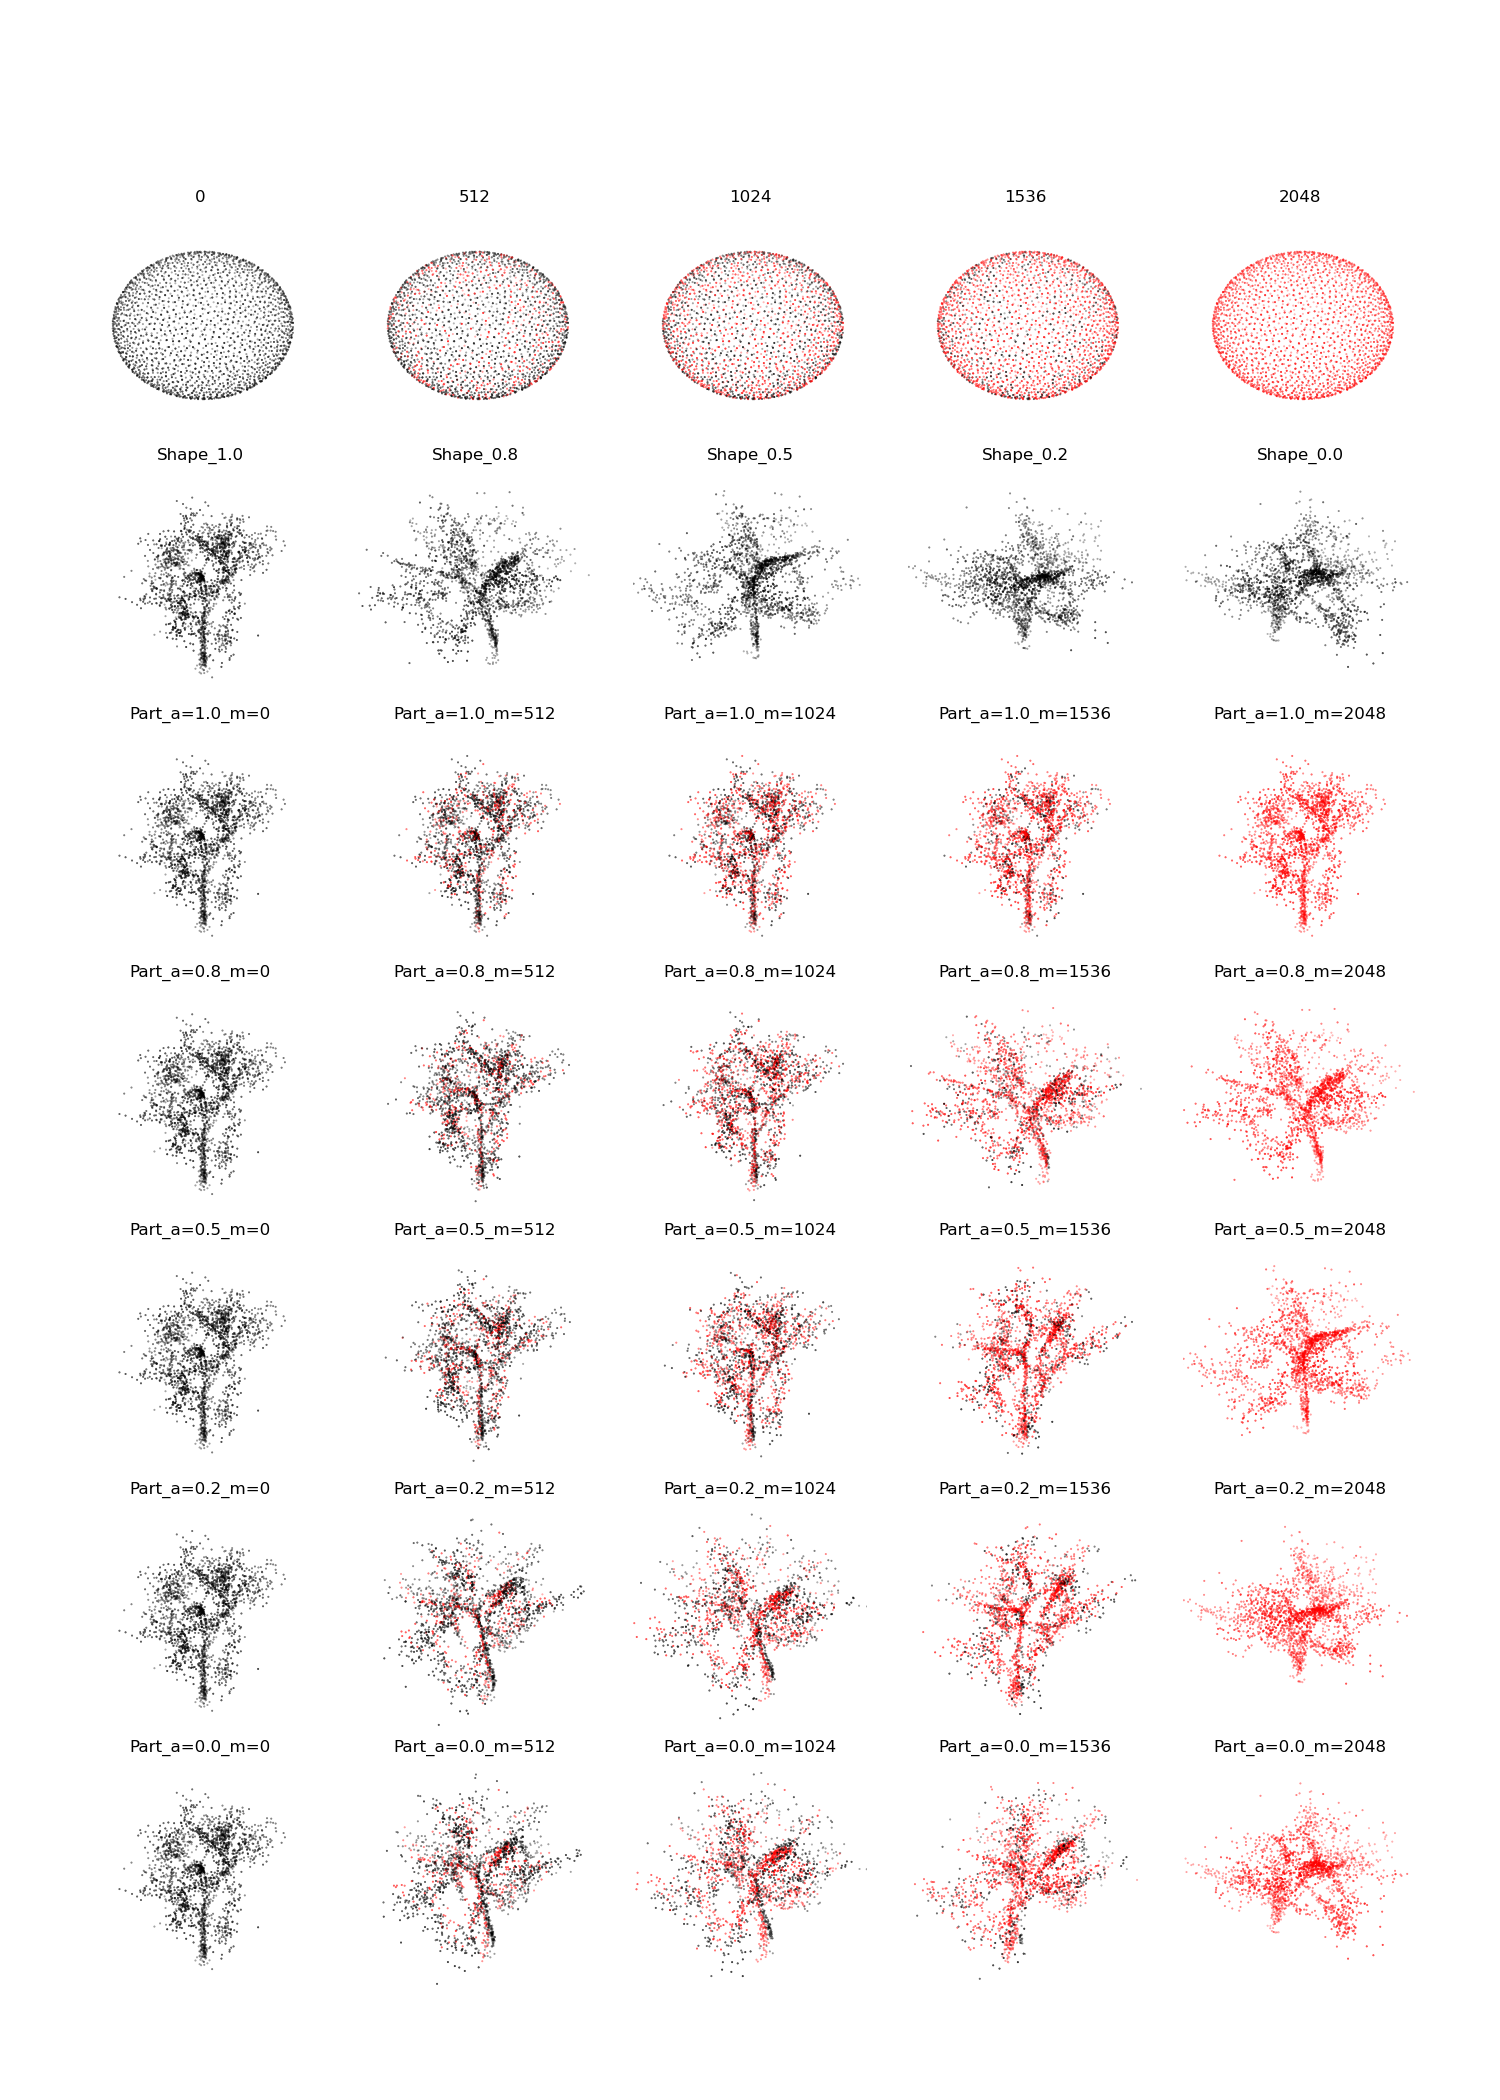 0 512 1024 1536 2048
Shape_1.0 Shape_0.8 Shape_0.5 Shape_0.2 Shape_0.0
Part_a=1.0_m=0 Part_a=1.0_m=512 Part_a=1.0_m=1024 Part_a=1.0_m=1536 Part_a=1.0_m=2048
Part_a=0.8_m=0 Part_a=0.8_m=512 Part_a=0.8_m=1024 Part_a=0.8_m=1536 Part_a=0.8_m=2048
Part_a=0.5_m=0 Part_a=0.5_m=512 Part_a=0.5_m=1024 Part_a=0.5_m=1536 Part_a=0.5_m=2048
Part_a=0.2_m=0 Part_a=0.2_m=512 Part_a=0.2_m=1024 Part_a=0.2_m=1536 Part_a=0.2_m=2048
Part_a=0.0_m=0 Part_a=0.0_m=512 Part_a=0.0_m=1024 Part_a=0.0_m=1536 Part_a=0.0_m=2048